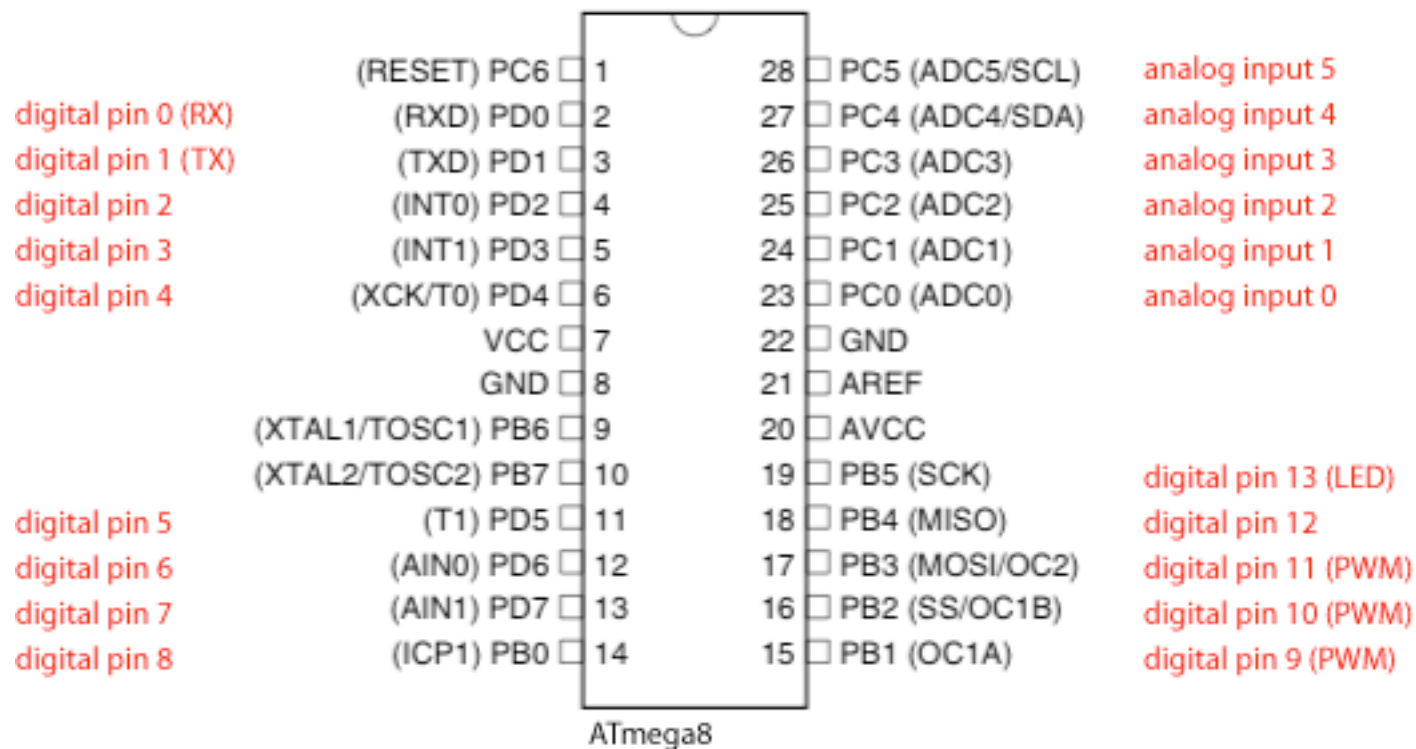 (RESET) PC6 1 28 PC5 (ADC5/SCL) analog input 5
digital pin 0 (RX) (RXD) PD0 2 27 PC4 (ADC4/SDA) analog input 4
digital pin 1 (TX) (TXD) PD1 3 26 PC3 (ADC3) analog input 3
digital pin 2 (INT0) PD2 4 25 PC2 (ADC2) analog input 2
digital pin 3 (INT1) PD3 5 24 PC1 (ADC1) analog input 1
digital pin 4 (XCK/T0) PD4 6 23 PC0 (ADC0) analog input 0
VCC 7 22 GND
GND 8 21 AREF
(XTAL1/TOSC1) PB6 9 20 AVCC
(XTAL2/TOSC2) PB7 10 19 PB5 (SCK) digital pin 13 (LED)
digital pin 5 (T1) PD5 11 18 PB4 (MISO) digital pin 12
digital pin 6 (AIN0) PD6 12 17 PB3 (MOSI/OC2) digital pin 11 (PWM)
digital pin 7 (AIN1) PD7 13 16 PB2 (SS/OC1B) digital pin 10 (PWM)
digital pin 8 (ICP1) PB0 14 15 PB1 (OC1A) digital pin 9 (PWM)
ATmega8